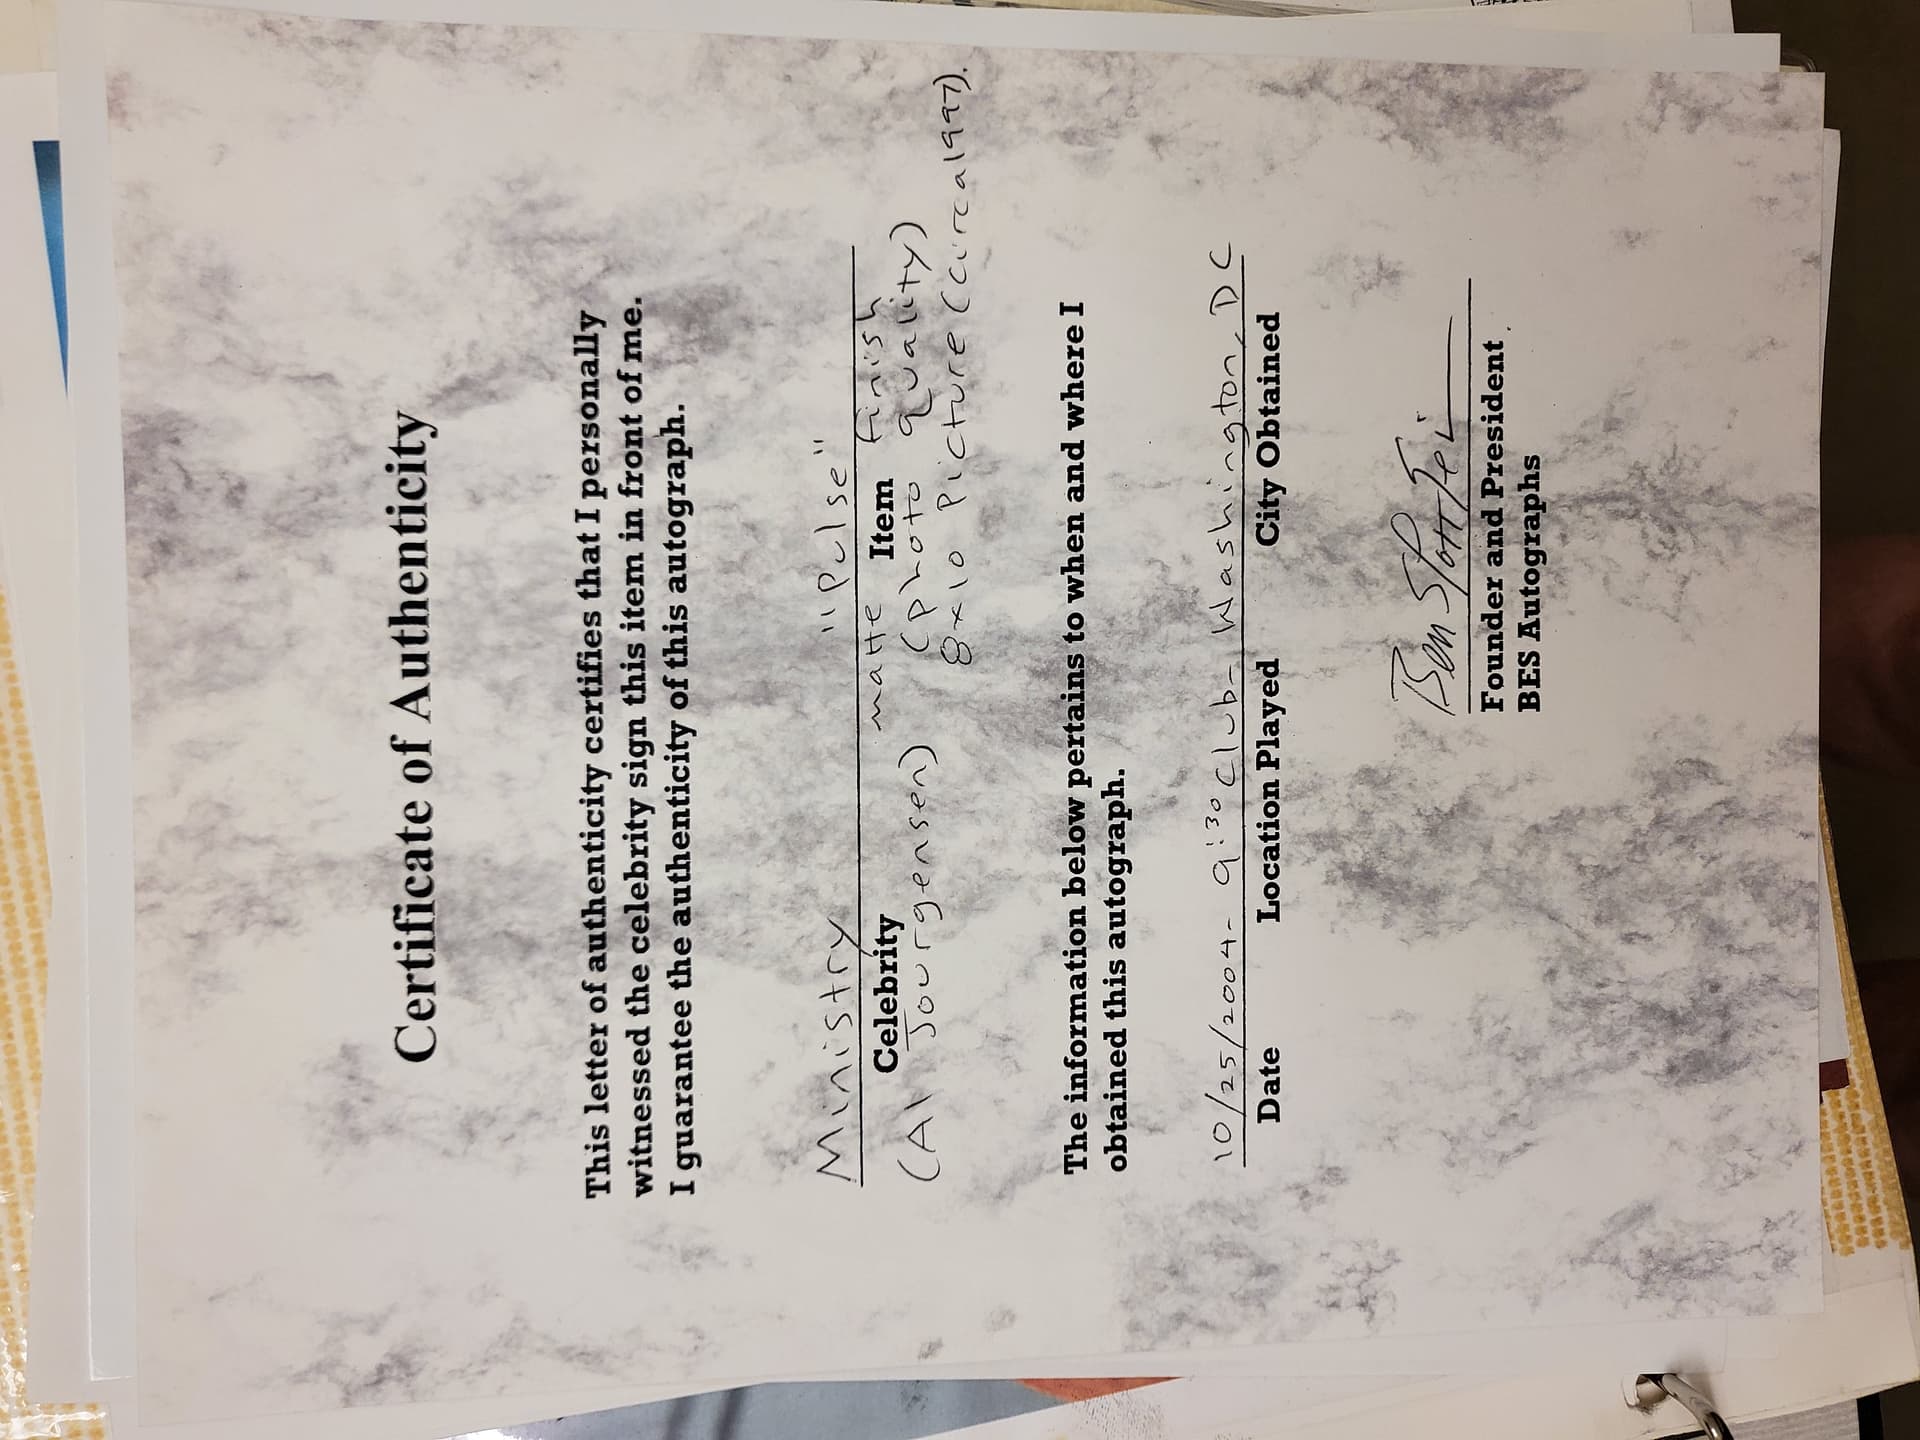 Certificate of Authenticity
This letter of authenticity certifies that I personally
witnessed the celebrity sign this item in front of me.
I guarantee the authenticity of this autograph.
Ministry "Pulse"
Celebrity matte Item finish
(Al Jourgensen) (photo quality)
8x10 Picture (circa 1997).
The information below pertains to when and where I
obtained this autograph.
10/25/2004 - 9:30 Club - Washington, DC
Date Location Played City Obtained
Ben
Founder and President
BES Autographs